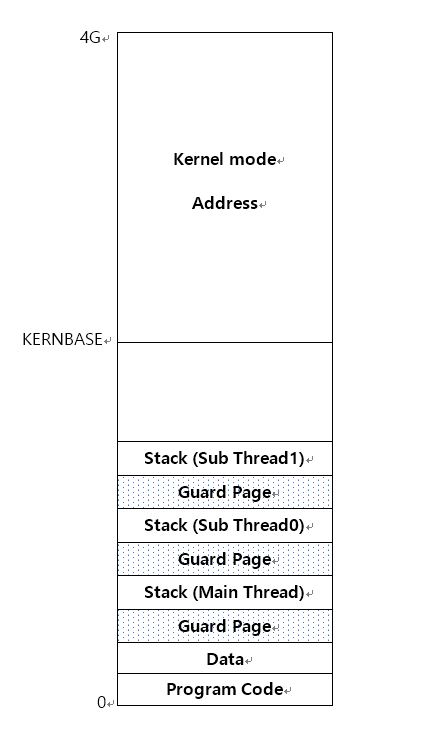 4G
Kernel mode
Address
KERNBASE
Stack (Sub Thread1)
Guard Page
Stack (Sub Thread0)
Guard Page
Stack (Main Thread)
Guard Page
Data
Program Code
0